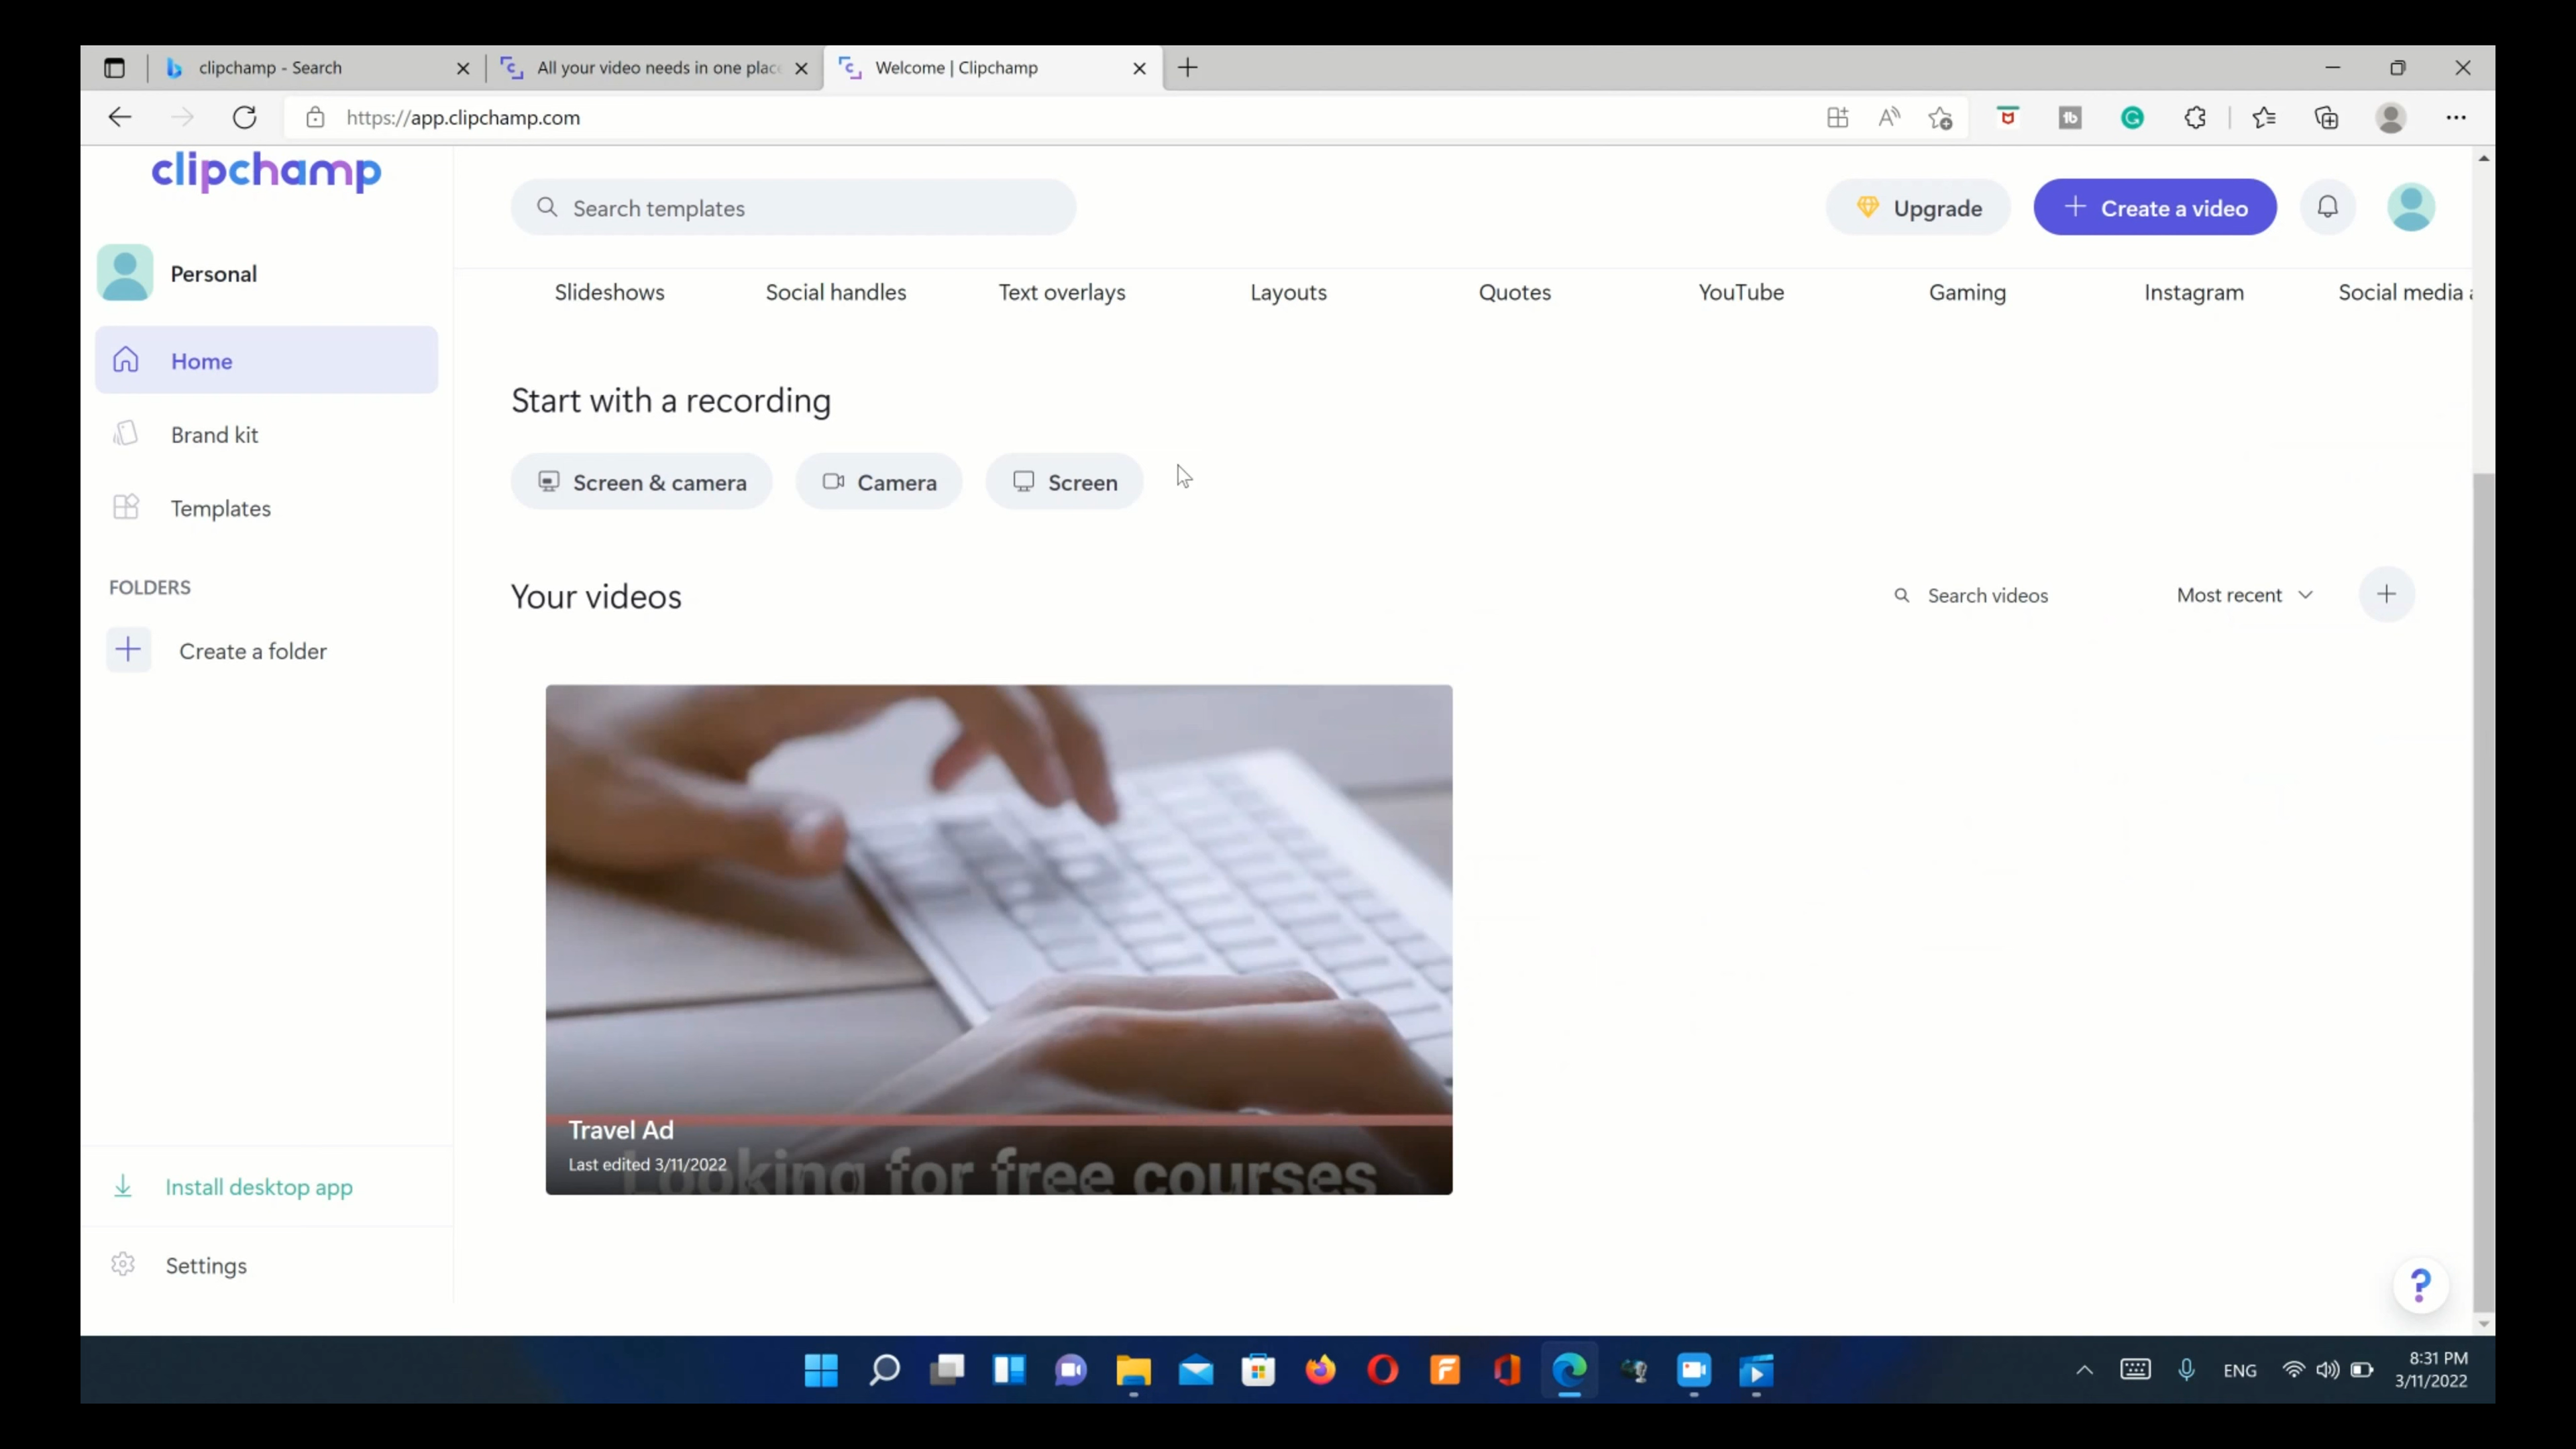 clipchamp - Search
All your video needs in one place
Welcome | Clipchamp
https://app.clipchamp.com
clipchamp
Search templates
Upgrade
Create a video
Personal
Slideshows
Social handles
Text overlays
Layouts
Quotes
YouTube
Gaming
Instagram
Social media
Home
Start with a recording
Brand kit
Screen & camera
Camera
Screen
Templates
FOLDERS
Your videos
Search videos
Most recent
Create a folder
Travel Ad
Last edited 3/11/2022
Looking for free courses
Install desktop app
Settings
?
ENG
8:31 PM
3/11/2022